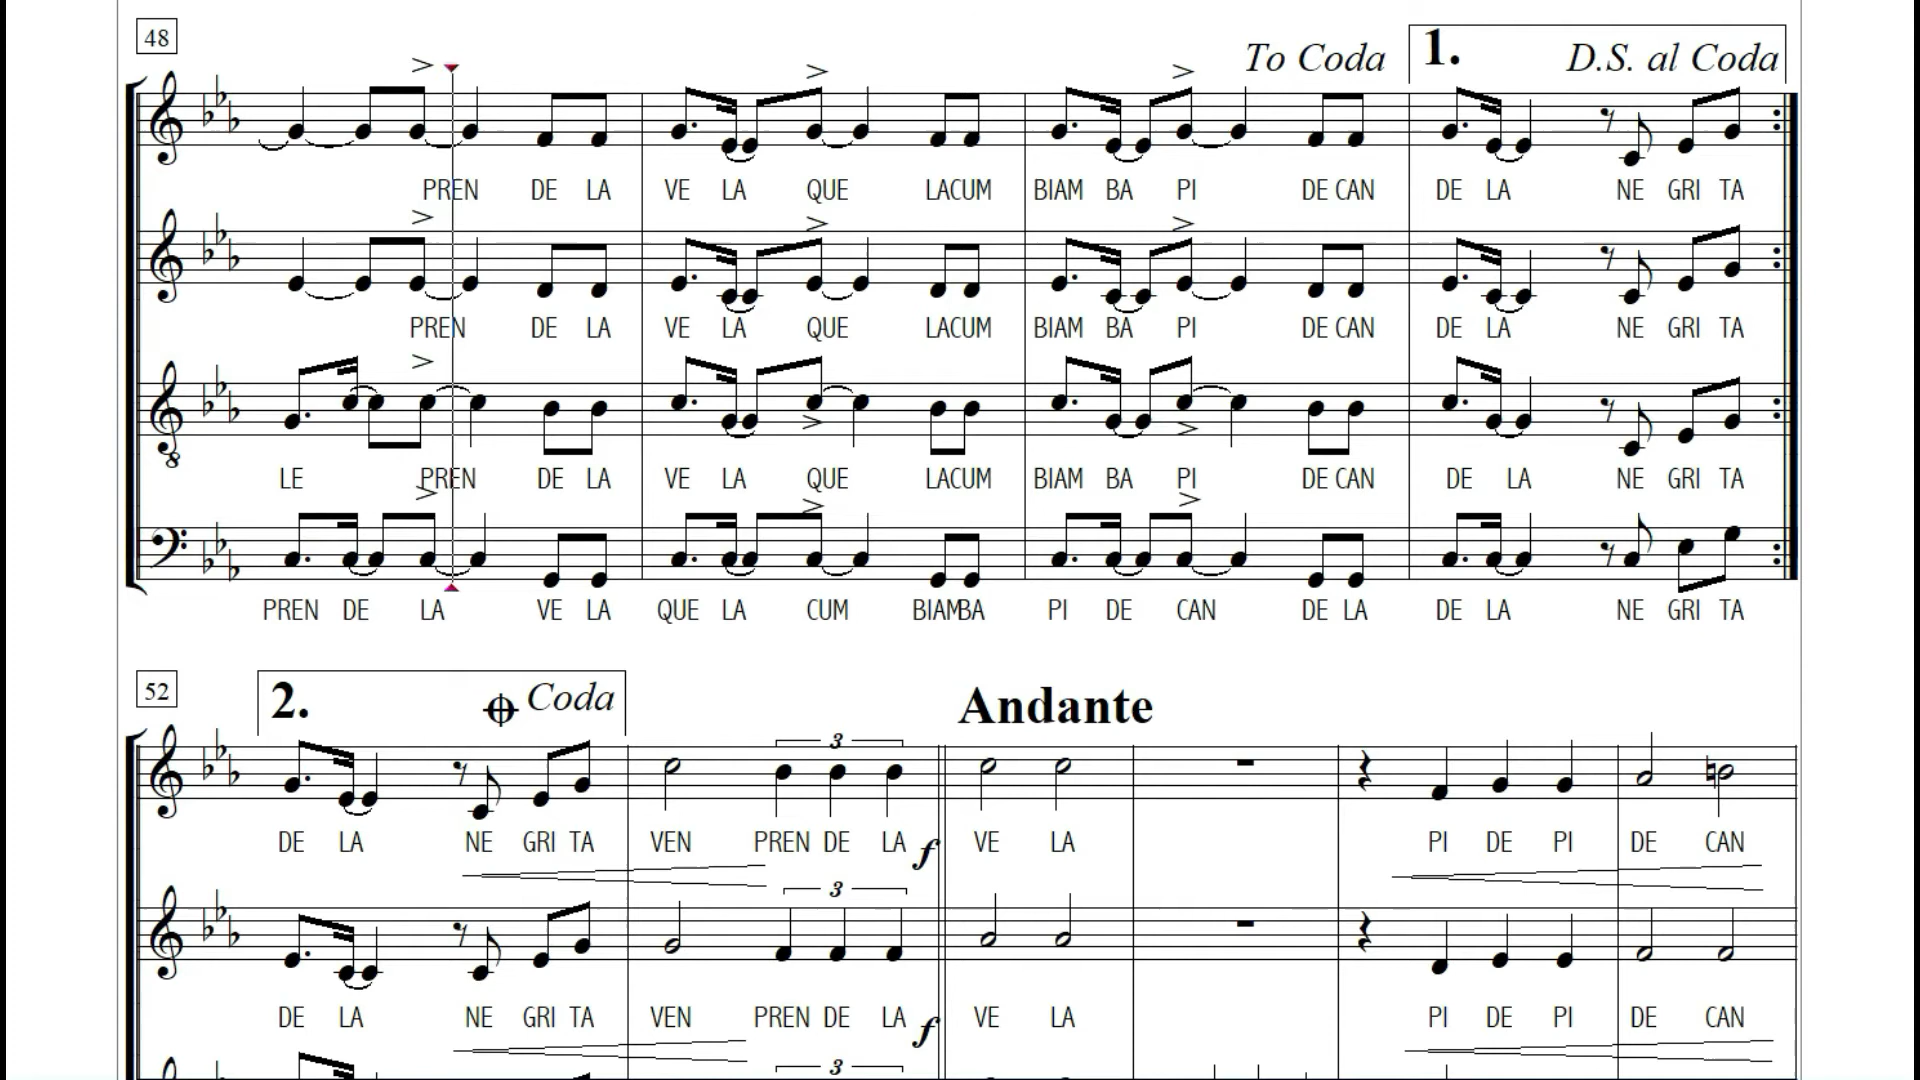 48
To Coda
1.
D.S. al Coda
PREN DE LA VE LA QUE LACUM BIAM BA PI DE CAN DE LA NE GRI TA
PREN DE LA VE LA QUE LACUM BIAM BA PI DE CAN DE LA NE GRI TA
8
LE PREN DE LA VE LA QUE LACUM BIAM BA PI DE CAN DE LA NE GRI TA
PREN DE LA VE LA QUE LA CUM BIAMBA PI DE CAN DE LA DE LA NE GRI TA
52
2.
Coda
Andante
3
DE LA NE GRI TA VEN PREN DE LA f VE LA PI DE PI DE CAN
3
DE LA NE GRI TA VEN PREN DE LA f VE LA PI DE PI DE CAN
3